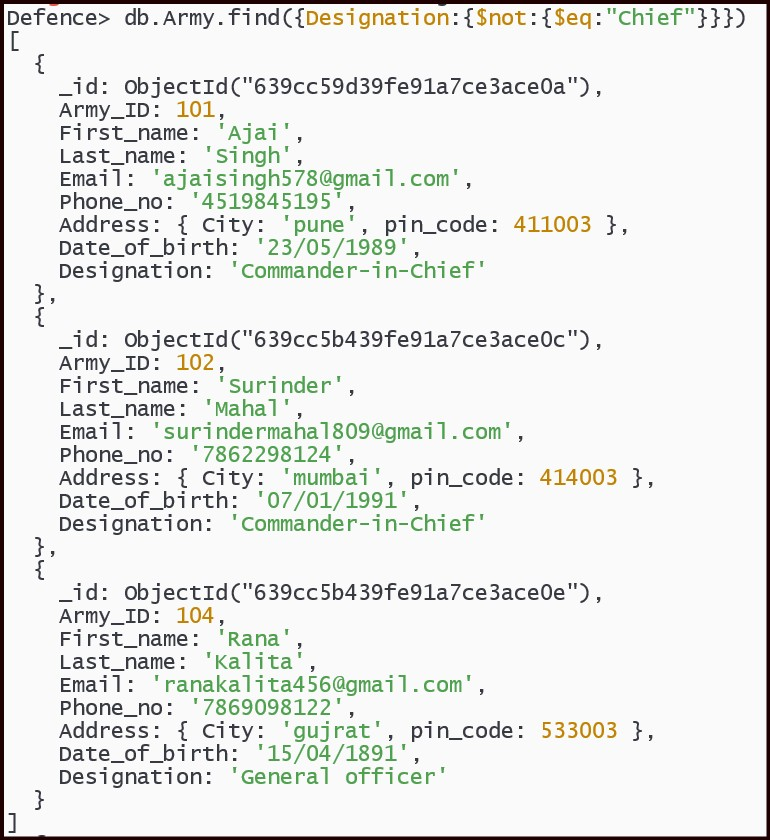 Defence> db.Army.find({Designation:{$not:{$eq:"Chief"}}})
[
  {
    _id: ObjectId("639cc59d39fe91a7ce3ace0a"),
    Army_ID: 101,
    First_name: 'Ajai',
    Last_name: 'Singh',
    Email: 'ajaisingh578@gmail.com',
    Phone_no: '4519845195',
    Address: { City: 'pune', pin_code: 411003 },
    Date_of_birth: '23/05/1989',
    Designation: 'Commander-in-Chief'
  },
  {
    _id: ObjectId("639cc5b439fe91a7ce3ace0c"),
    Army_ID: 102,
    First_name: 'Surinder',
    Last_name: 'Mahal',
    Email: 'surindermahal809@gmail.com',
    Phone_no: '7862298124',
    Address: { City: 'mumbai', pin_code: 414003 },
    Date_of_birth: '07/01/1991',
    Designation: 'Commander-in-Chief'
  },
  {
    _id: ObjectId("639cc5b439fe91a7ce3ace0e"),
    Army_ID: 104,
    First_name: 'Rana',
    Last_name: 'Kalita',
    Email: 'ranakalita456@gmail.com',
    Phone_no: '7869098122',
    Address: { City: 'gujrat', pin_code: 533003 },
    Date_of_birth: '15/04/1891',
    Designation: 'General officer'
  }
]